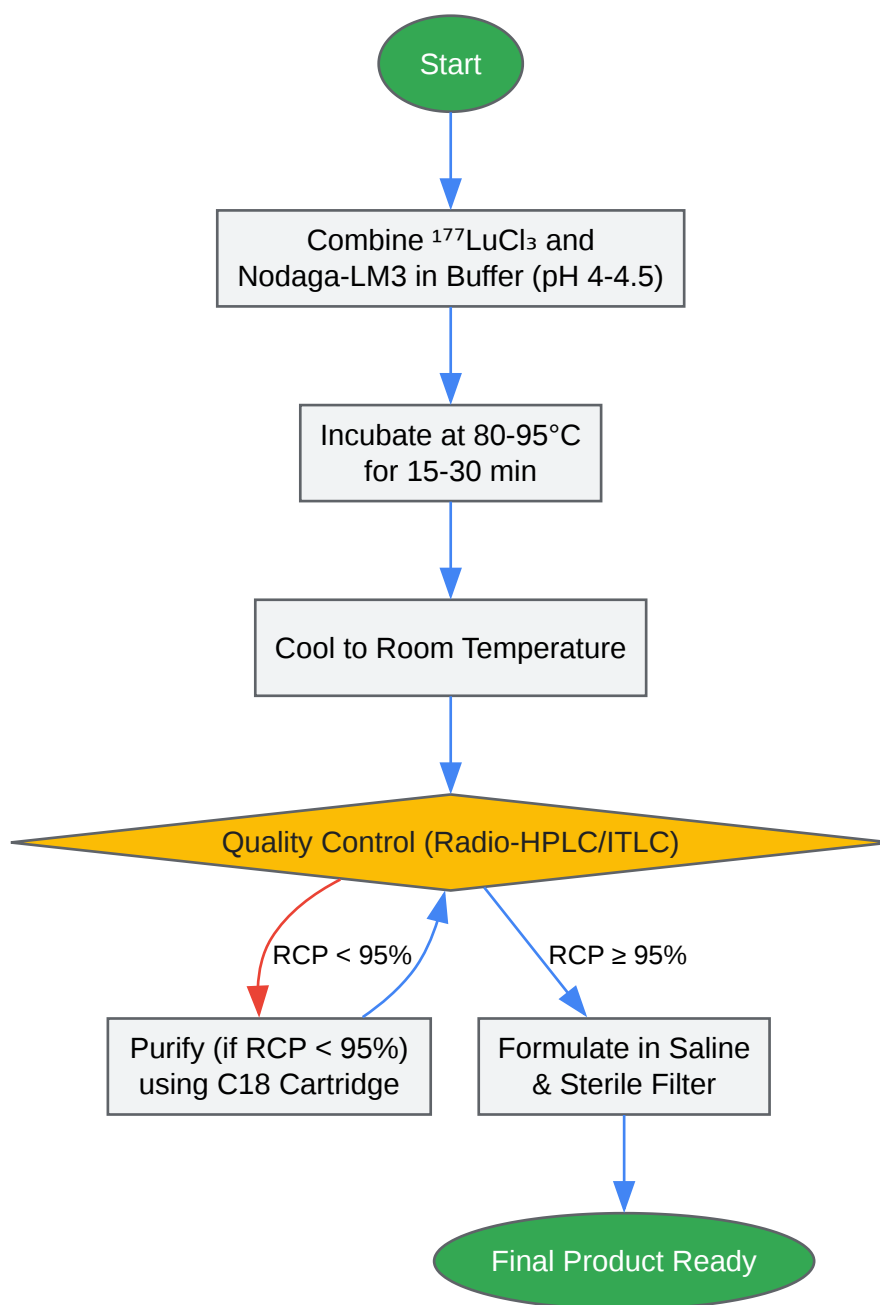 Start
Combine ¹⁷⁷LuCl₃ and
Nodaga-LM3 in Buffer (pH 4-4.5)
Incubate at 80-95°C
for 15-30 min
Cool to Room Temperature
Quality Control (Radio-HPLC/ITLC)
RCP < 95%
RCP ≥ 95%
Purify (if RCP < 95%)
using C18 Cartridge
Formulate in Saline
& Sterile Filter
Final Product Ready